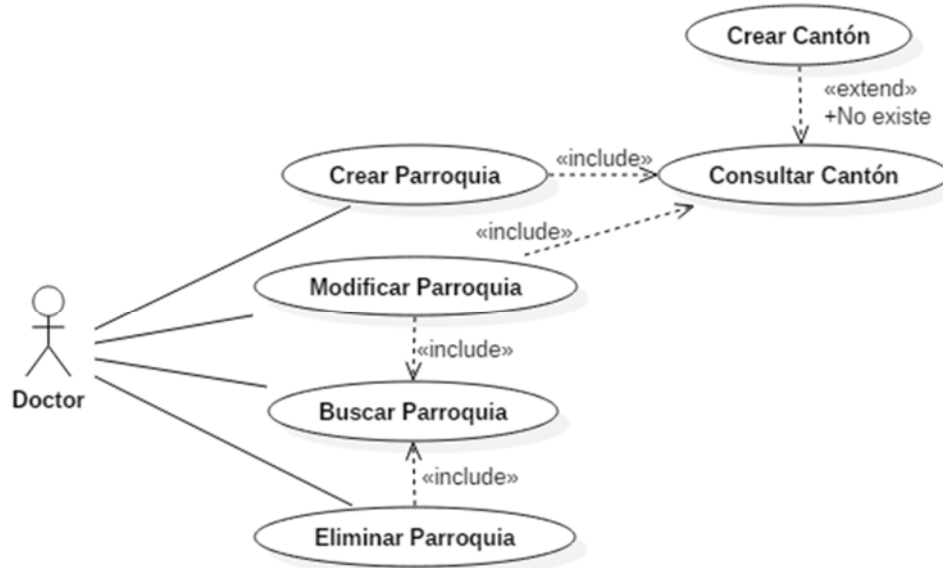 Crear Cantón
«extend»
+No existe
Crear Parroquia
«include»
Consultar Cantón
«include»
Modificar Parroquia
«include»
Doctor
Buscar Parroquia
«include»
Eliminar Parroquia